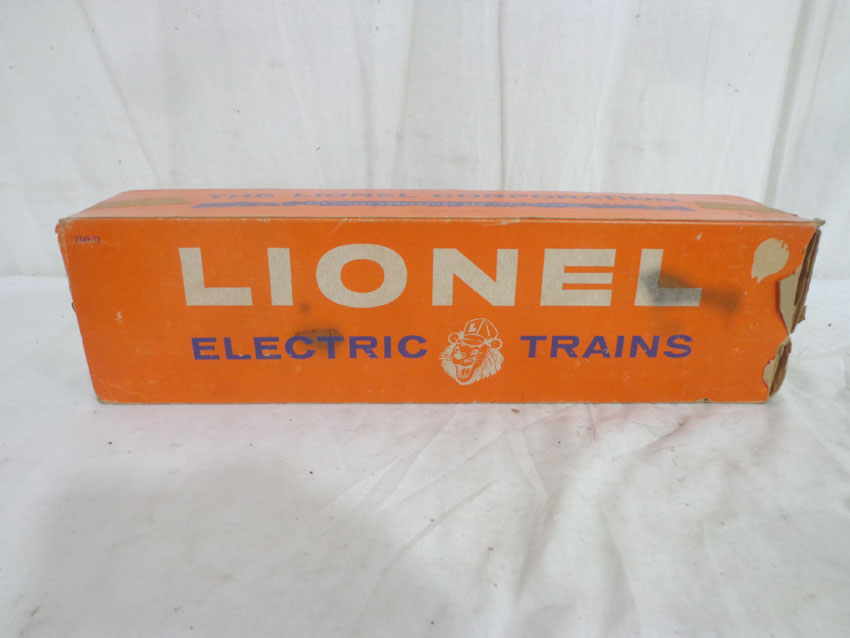 THE LIONEL CORPORATION
LIONEL
ELECTRIC TRAINS
L